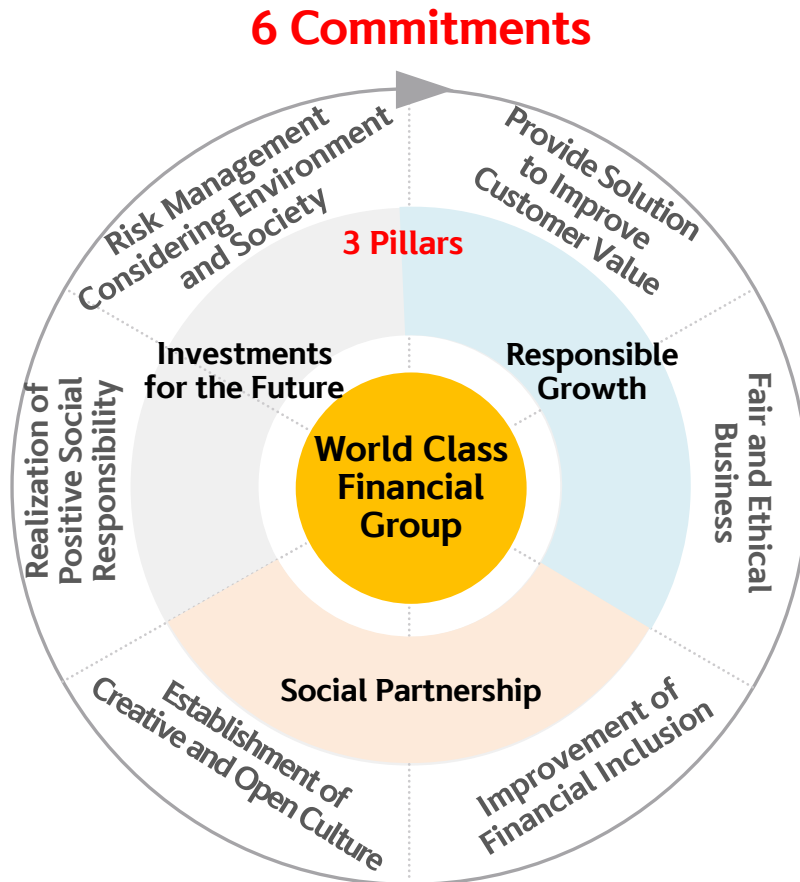 6 Commitments
Provide Solution
to Improve
Customer Value
Fair and Ethical
Business
Improvement of
Financial Inclusion
Establishment of
Creative and Open Culture
Realization of
Positive Social
Responsibility
Risk Management
Considering Environment
and Society
3 Pillars
Responsible
Growth
Social Partnership
Investments
for the Future
World Class
Financial
Group